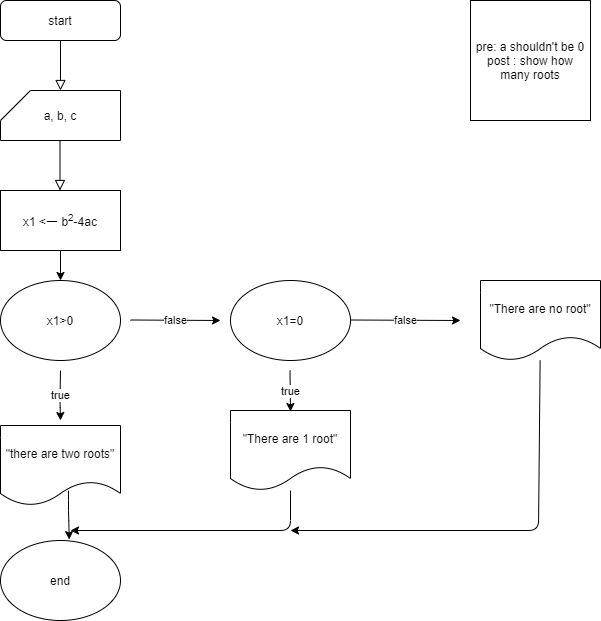 start
pre: a shouldn't be 0
post : show how
many roots
a, b, c
x1 <— b²-4ac
x1>0
false
x1=0
false
"There are no root"
true
true
"there are two roots"
"There are 1 root"
end